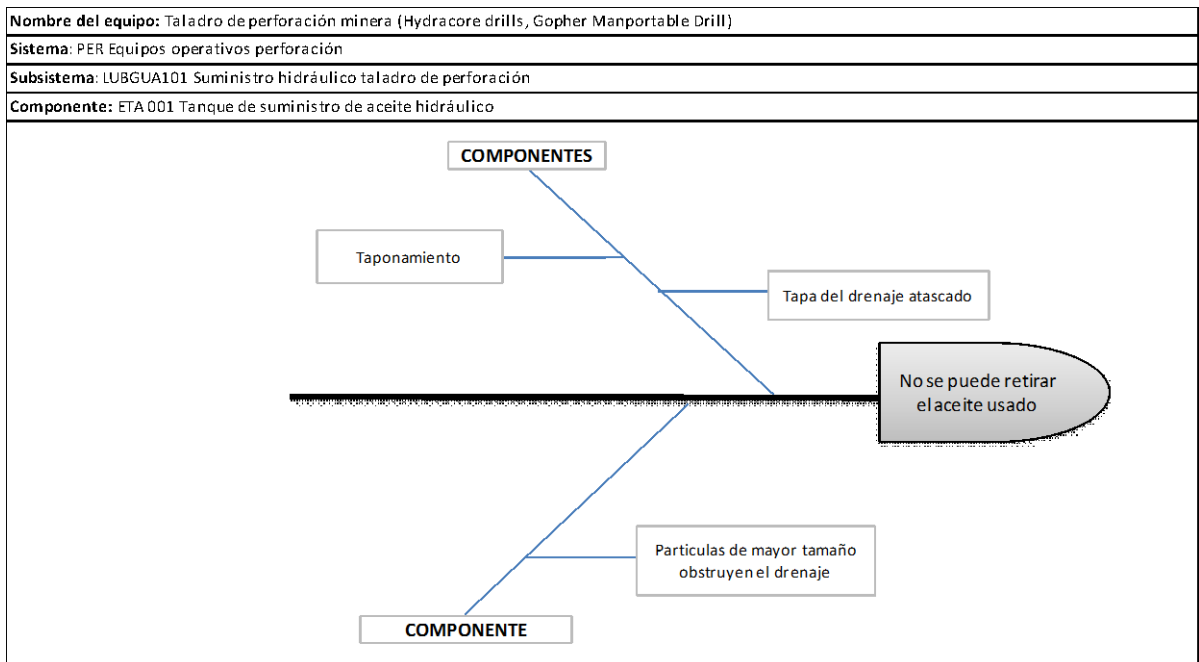 Nombre del equipo: Taladro de perforación minera (Hydracore drills, Gopher Manportable Drill)
Sistema: PER Equipos operativos perforación
Subsistema: LUBGUA101 Suministro hidráulico taladro de perforación
Componente: ETA 001 Tanque de suministro de aceite hidráulico
COMPONENTES
Taponamiento
Tapa del drenaje atascado
No se puede retirar
el aceite usado
Particulas de mayor tamaño
obstruyen el drenaje
COMPONENTE